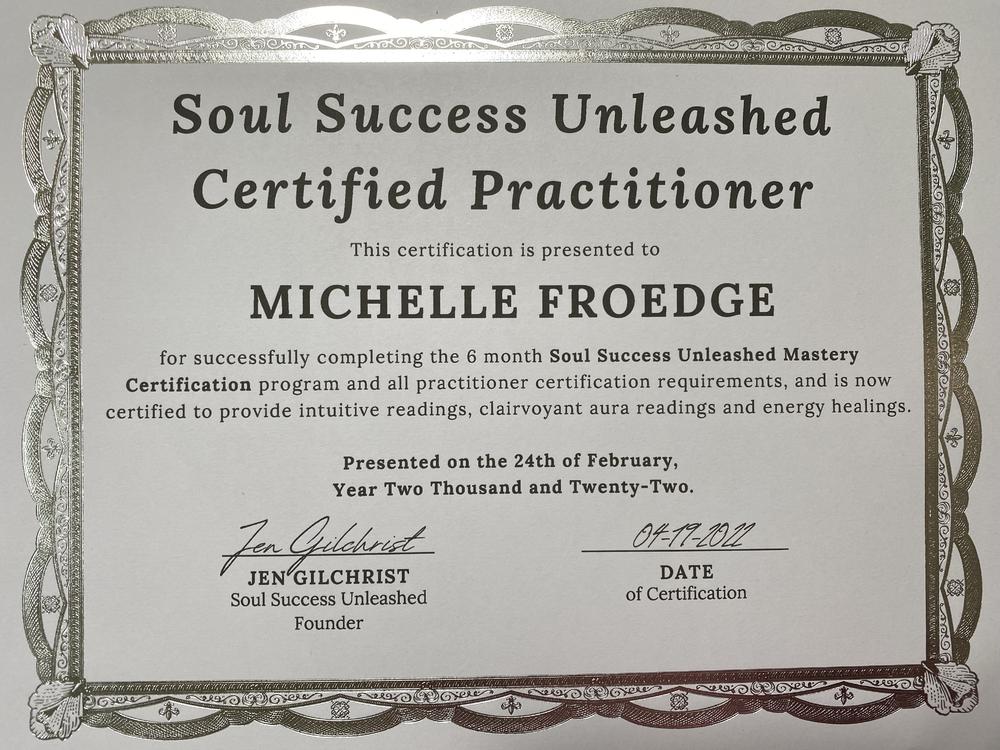 Soul Success Unleashed
Certified Practitioner
This certification is presented to
MICHELLE FROEDGE
for successfully completing the 6 month Soul Success Unleashed Mastery
Certification program and all practitioner certification requirements, and is now
certified to provide intuitive readings, clairvoyant aura readings and energy healings.
Presented on the 24th of February,
Year Two Thousand and Twenty-Two.
Jen Gilchrist
04-19-2022
JEN GILCHRIST
DATE
Soul Success Unleashed
of Certification
Founder